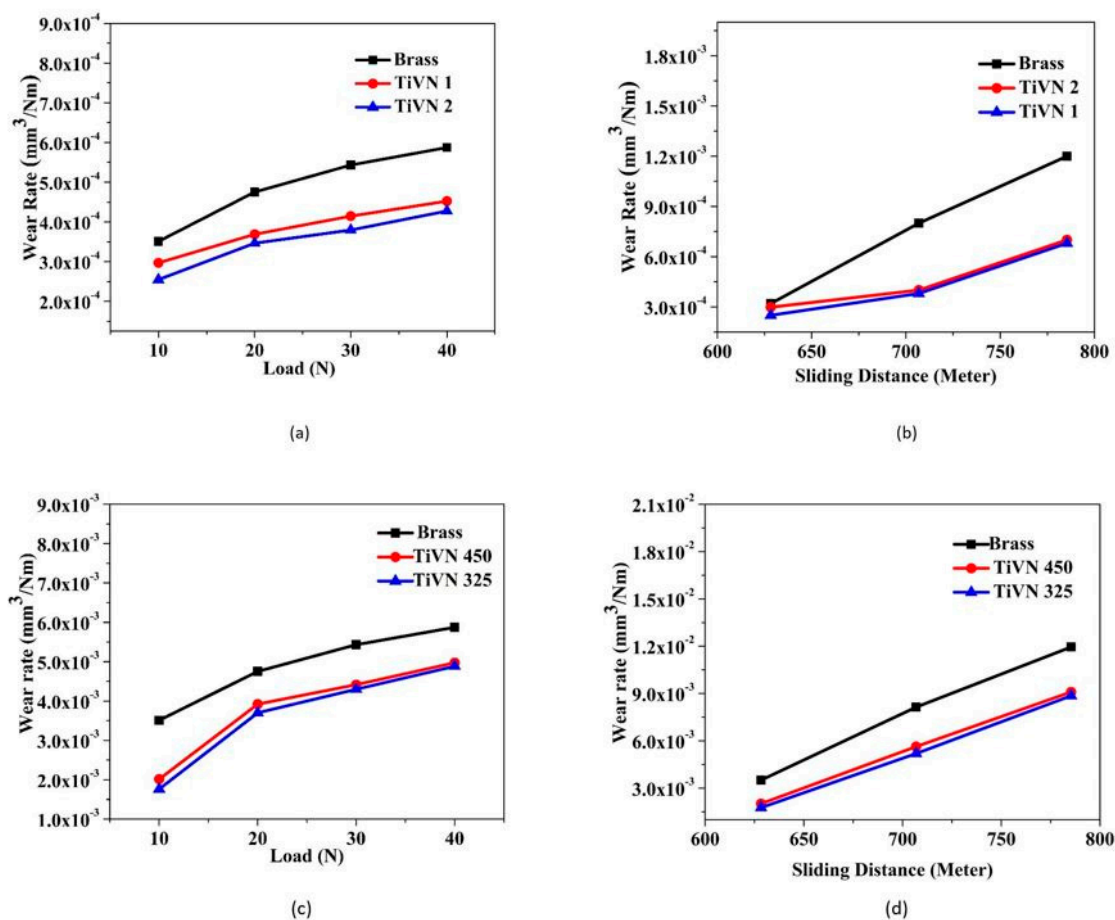 9.0x10⁻⁴
8.0x10⁻⁴
7.0x10⁻⁴
6.0x10⁻⁴
5.0x10⁻⁴
4.0x10⁻⁴
3.0x10⁻⁴
2.0x10⁻⁴
Wear Rate (mm³/Nm)
Brass
TiVN 1
TiVN 2
10 20 30 40
Load (N)
(a)
1.8x10⁻³
1.5x10⁻³
1.2x10⁻³
9.0x10⁻⁴
6.0x10⁻⁴
3.0x10⁻⁴
Wear Rate (mm³/Nm)
Brass
TiVN 2
TiVN 1
600 650 700 750 800
Sliding Distance (Meter)
(b)
9.0x10⁻³
8.0x10⁻³
7.0x10⁻³
6.0x10⁻³
5.0x10⁻³
4.0x10⁻³
3.0x10⁻³
2.0x10⁻³
1.0x10⁻³
Wear rate (mm³/Nm)
Brass
TiVN 450
TiVN 325
10 20 30 40
Load (N)
(c)
2.1x10⁻²
1.8x10⁻²
1.5x10⁻²
1.2x10⁻²
9.0x10⁻³
6.0x10⁻³
3.0x10⁻³
Wear rate (mm³/Nm)
Brass
TiVN 450
TiVN 325
600 650 700 750 800
Sliding Distance (Meter)
(d)